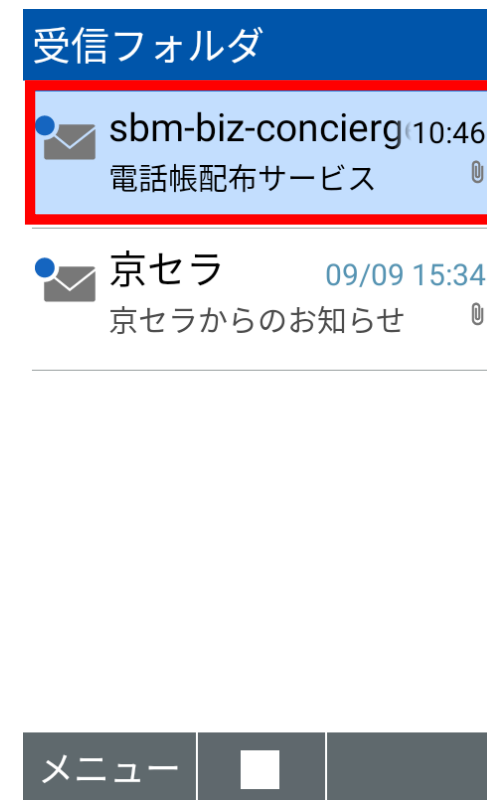 受信フォルダ
sbm-biz-concierg 10:46
電話帳配布サービス
京セラ 09/09 15:34
京セラからのお知らせ
メニュー